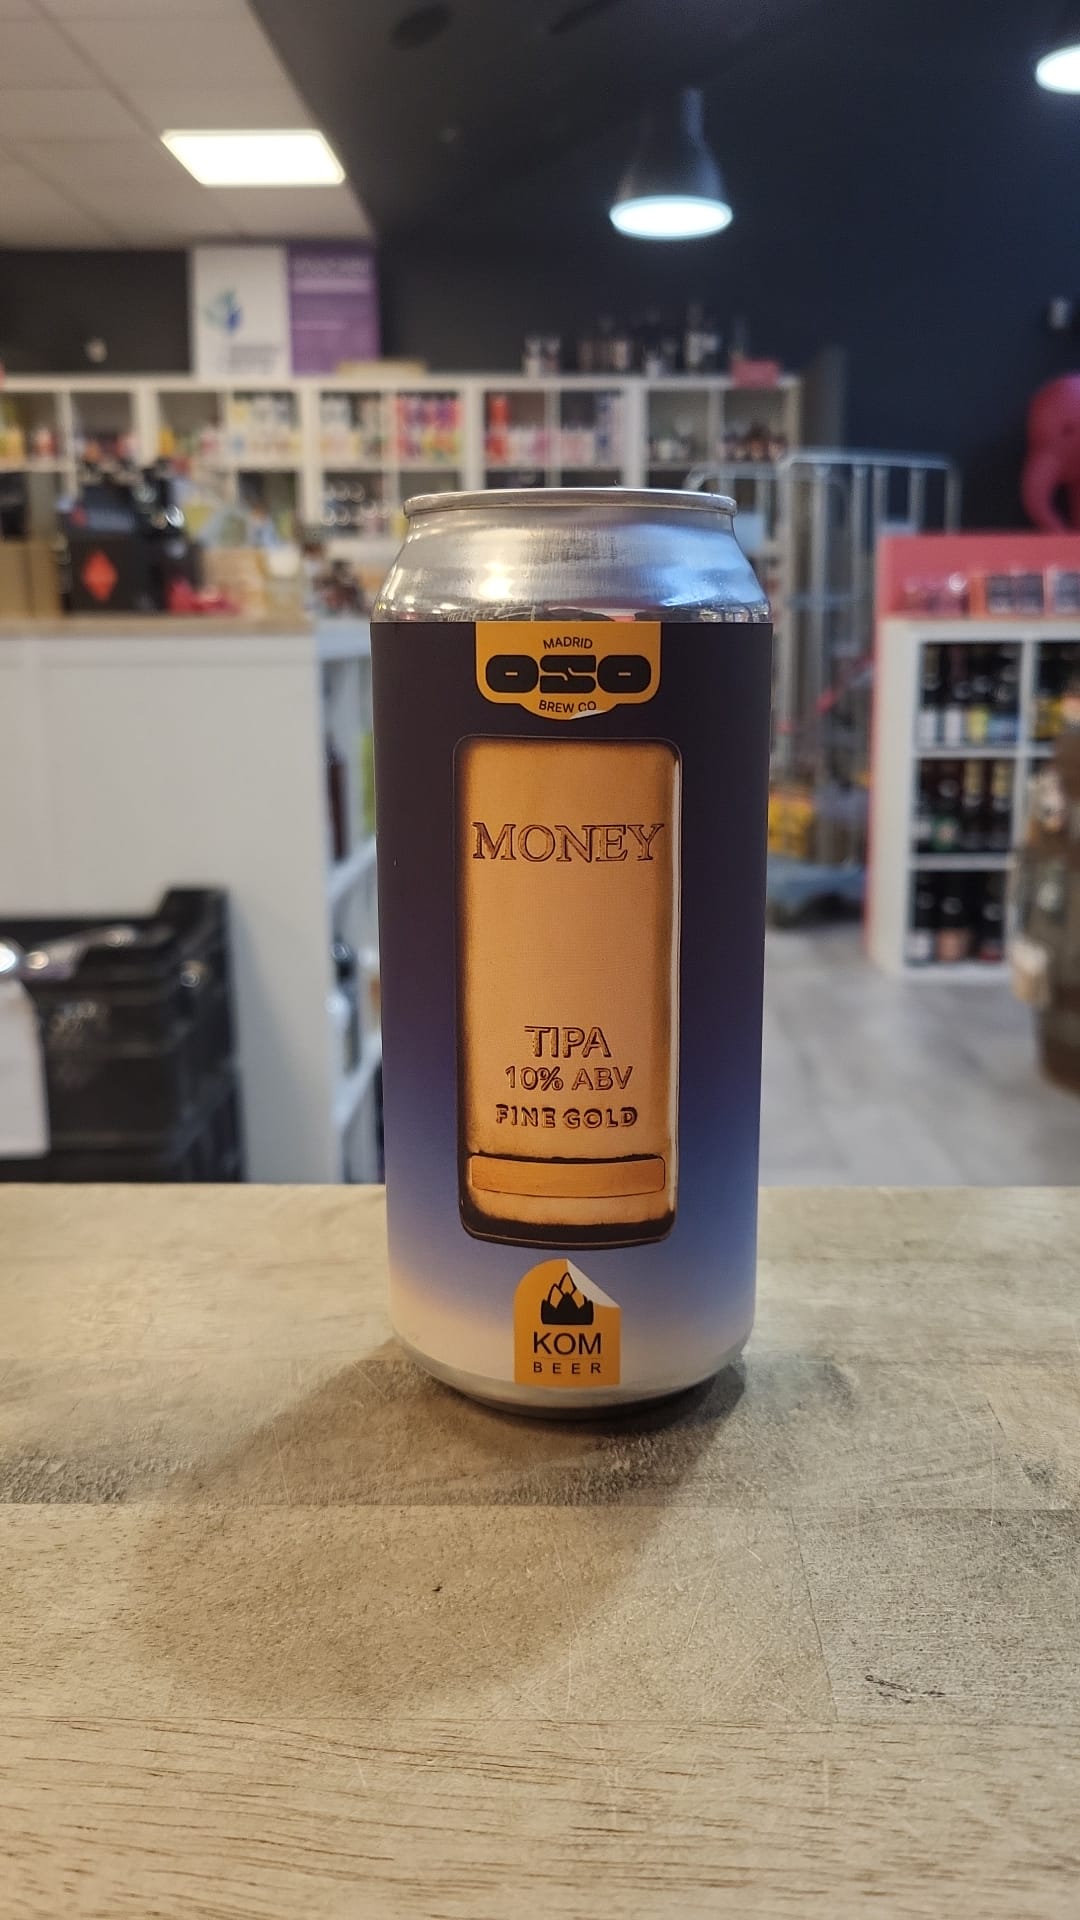 MADRID
OSO
BREW CO
MONEY
TIPA
10% ABV
FINE GOLD
KOM
BEER